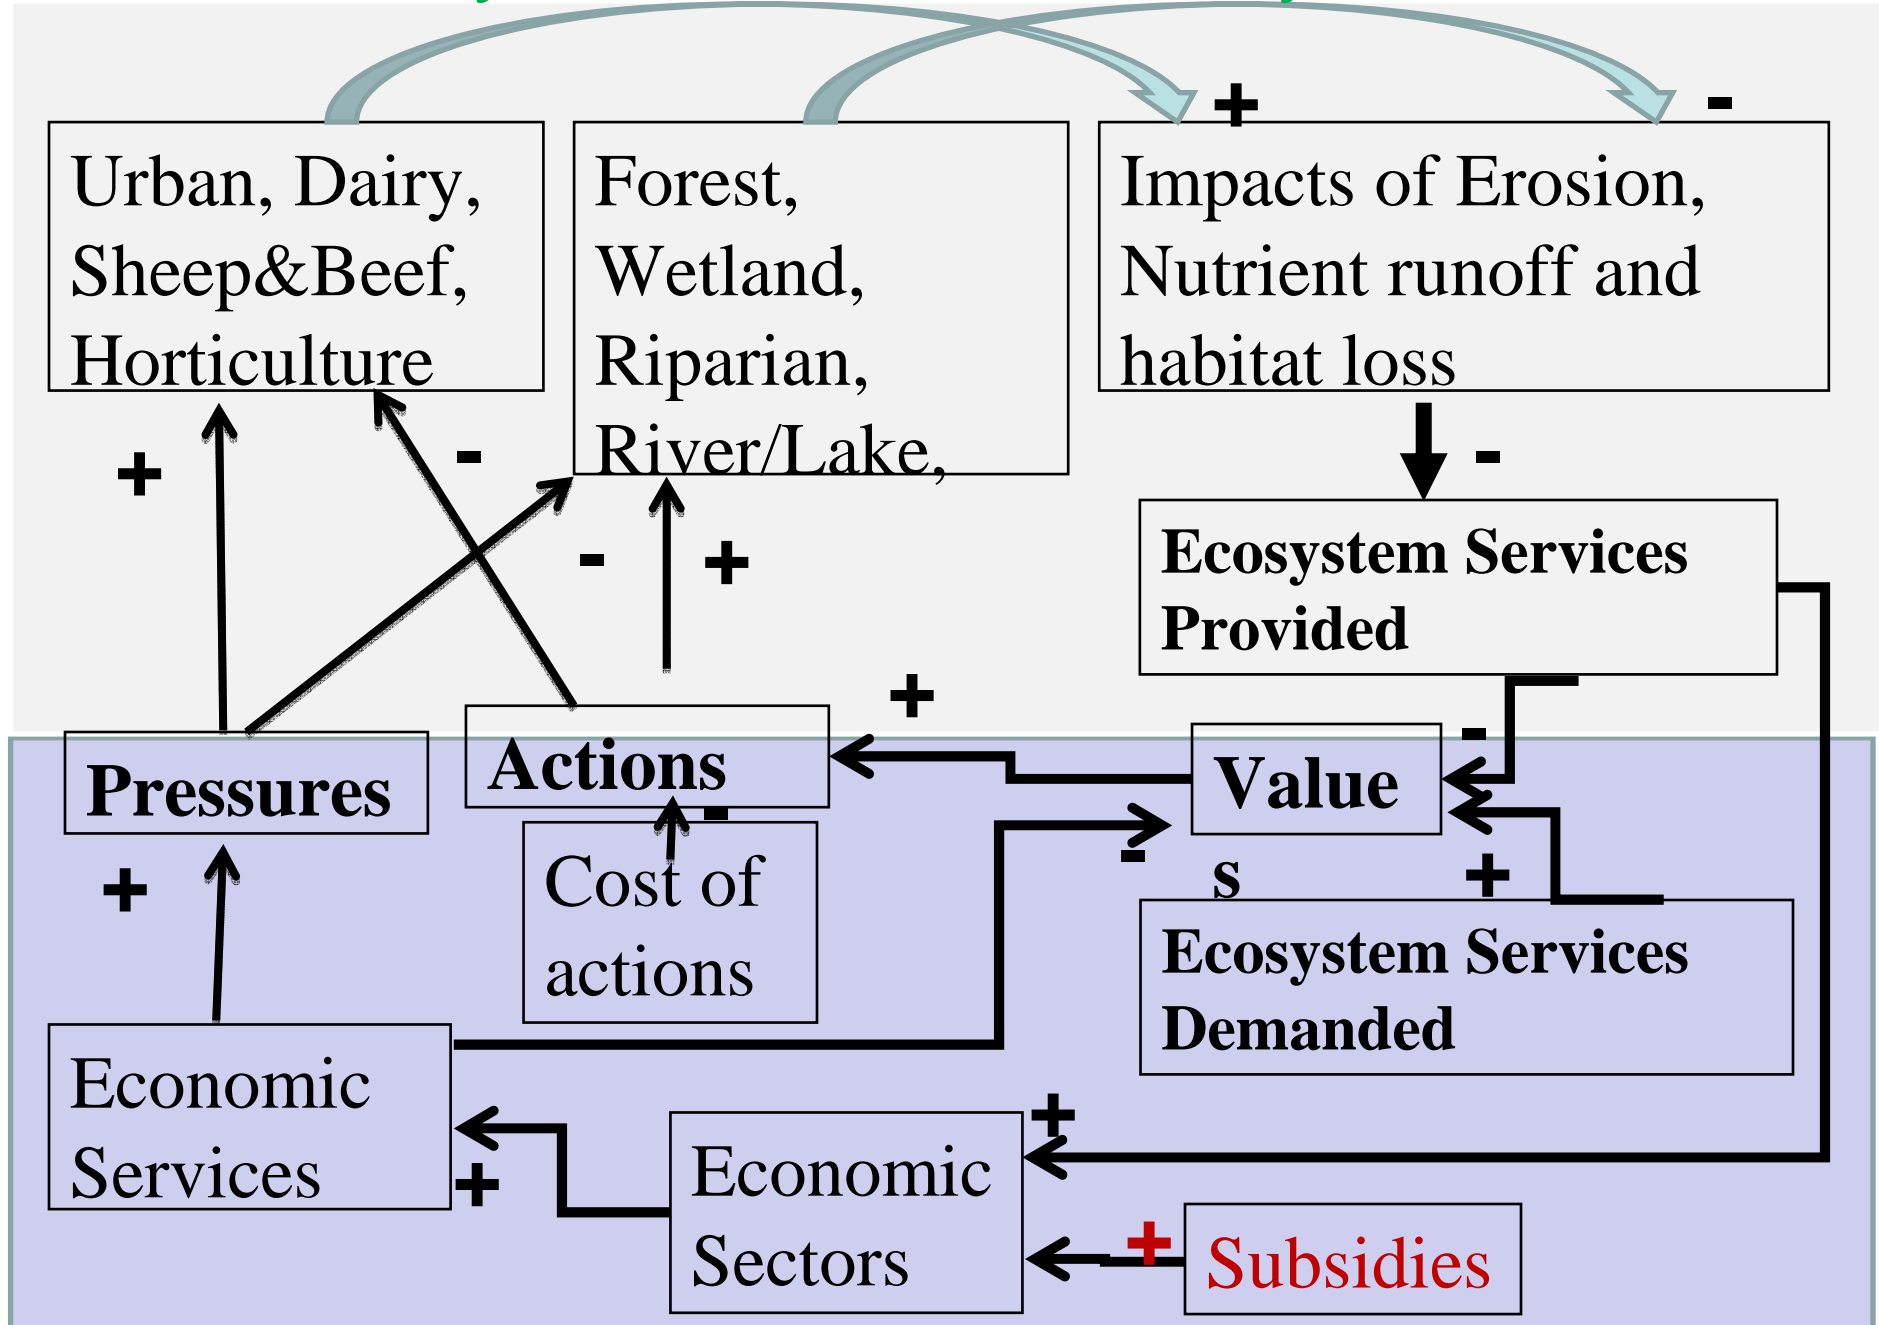 Urban, Dairy,
Sheep&Beef,
Horticulture
Forest,
Wetland,
Riparian,
River/Lake,
Impacts of Erosion,
Nutrient runoff and
habitat loss
+
-
+
-
-
+
-
Ecosystem Services
Provided
+
Pressures
Actions
Value
s
-
-
-
+
+
Cost of
actions
Ecosystem Services
Demanded
Economic
Services
+
+
Economic
Sectors
+
Subsidies